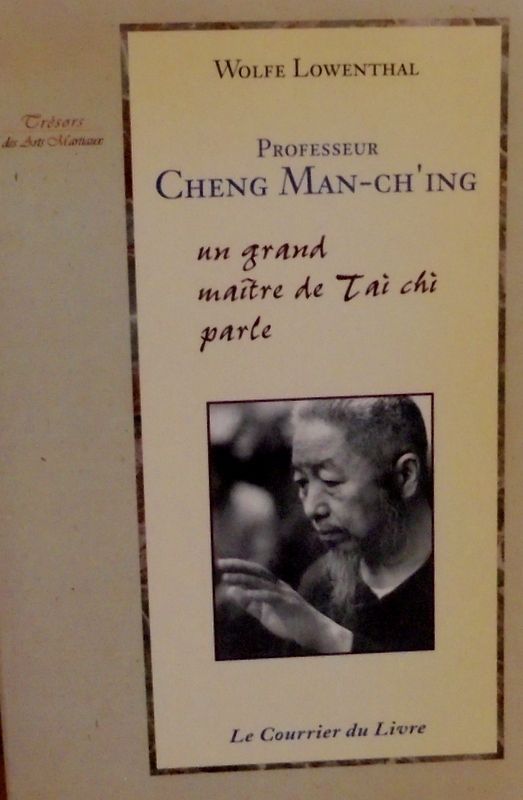 WOLFE LOWENTHAL
Trésors
des Arts Martiaux
PROFESSEUR
CHENG MAN-CH'ING
un grand
maître de Tai chi
parle
Le Courrier du Livre